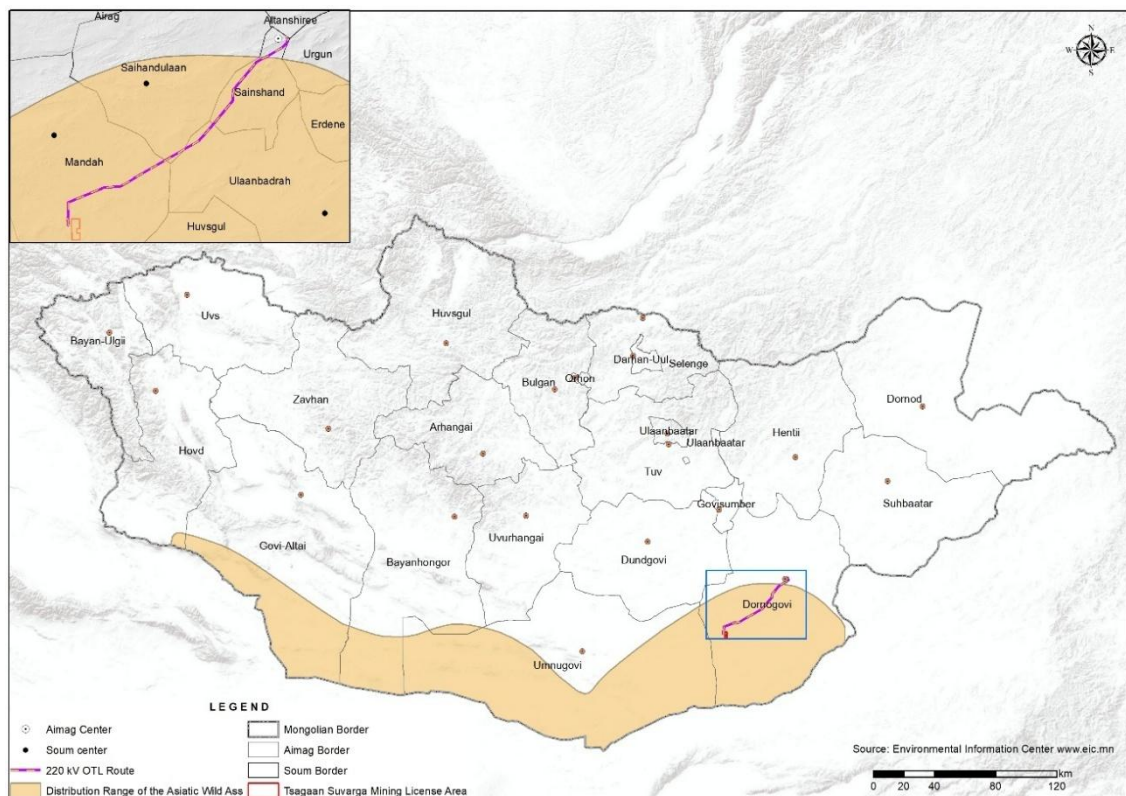 Airag
Altanshiree
Urgun
Saihandulaan
Sainshand
Erdene
Mandah
Ulaanbadrah
Huvsgul
N
W E
S
Uvs
Huvsgul
Bayan-Ulgii
Darhan-Uul
Selenge
Orhon
Bulgan
Zavhan
Dornod
Arhangai
Ulaanbaatar
Ulaanbaatar
Hentii
Hovd
Tuv
Suhbaatar
Govisumber
Uvurhangai
Govi-Altai
Bayanhongor
Dundgovi
Dornogovi
Umnugovi
LEGEND
Aimag Center
Soum center
220 kV OTL Route
Distribution Range of the Asiatic Wild Ass
Mongolian Border
Aimag Border
Soum Border
Tsagaan Suvarga Mining License Area
Source: Environmental Information Center www.eic.mn
0 20 40 80 120 km